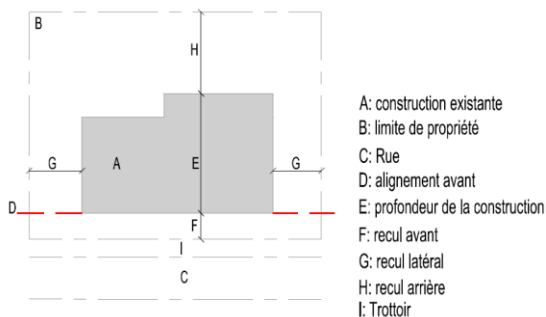 B
H
G
A
E
G
D
F
I
C
A: construction existante
B: limite de propriété
C: Rue
D: alignement avant
E: profondeur de la construction
F: recul avant
G: recul latéral
H: recul arrière
I: Trottoir